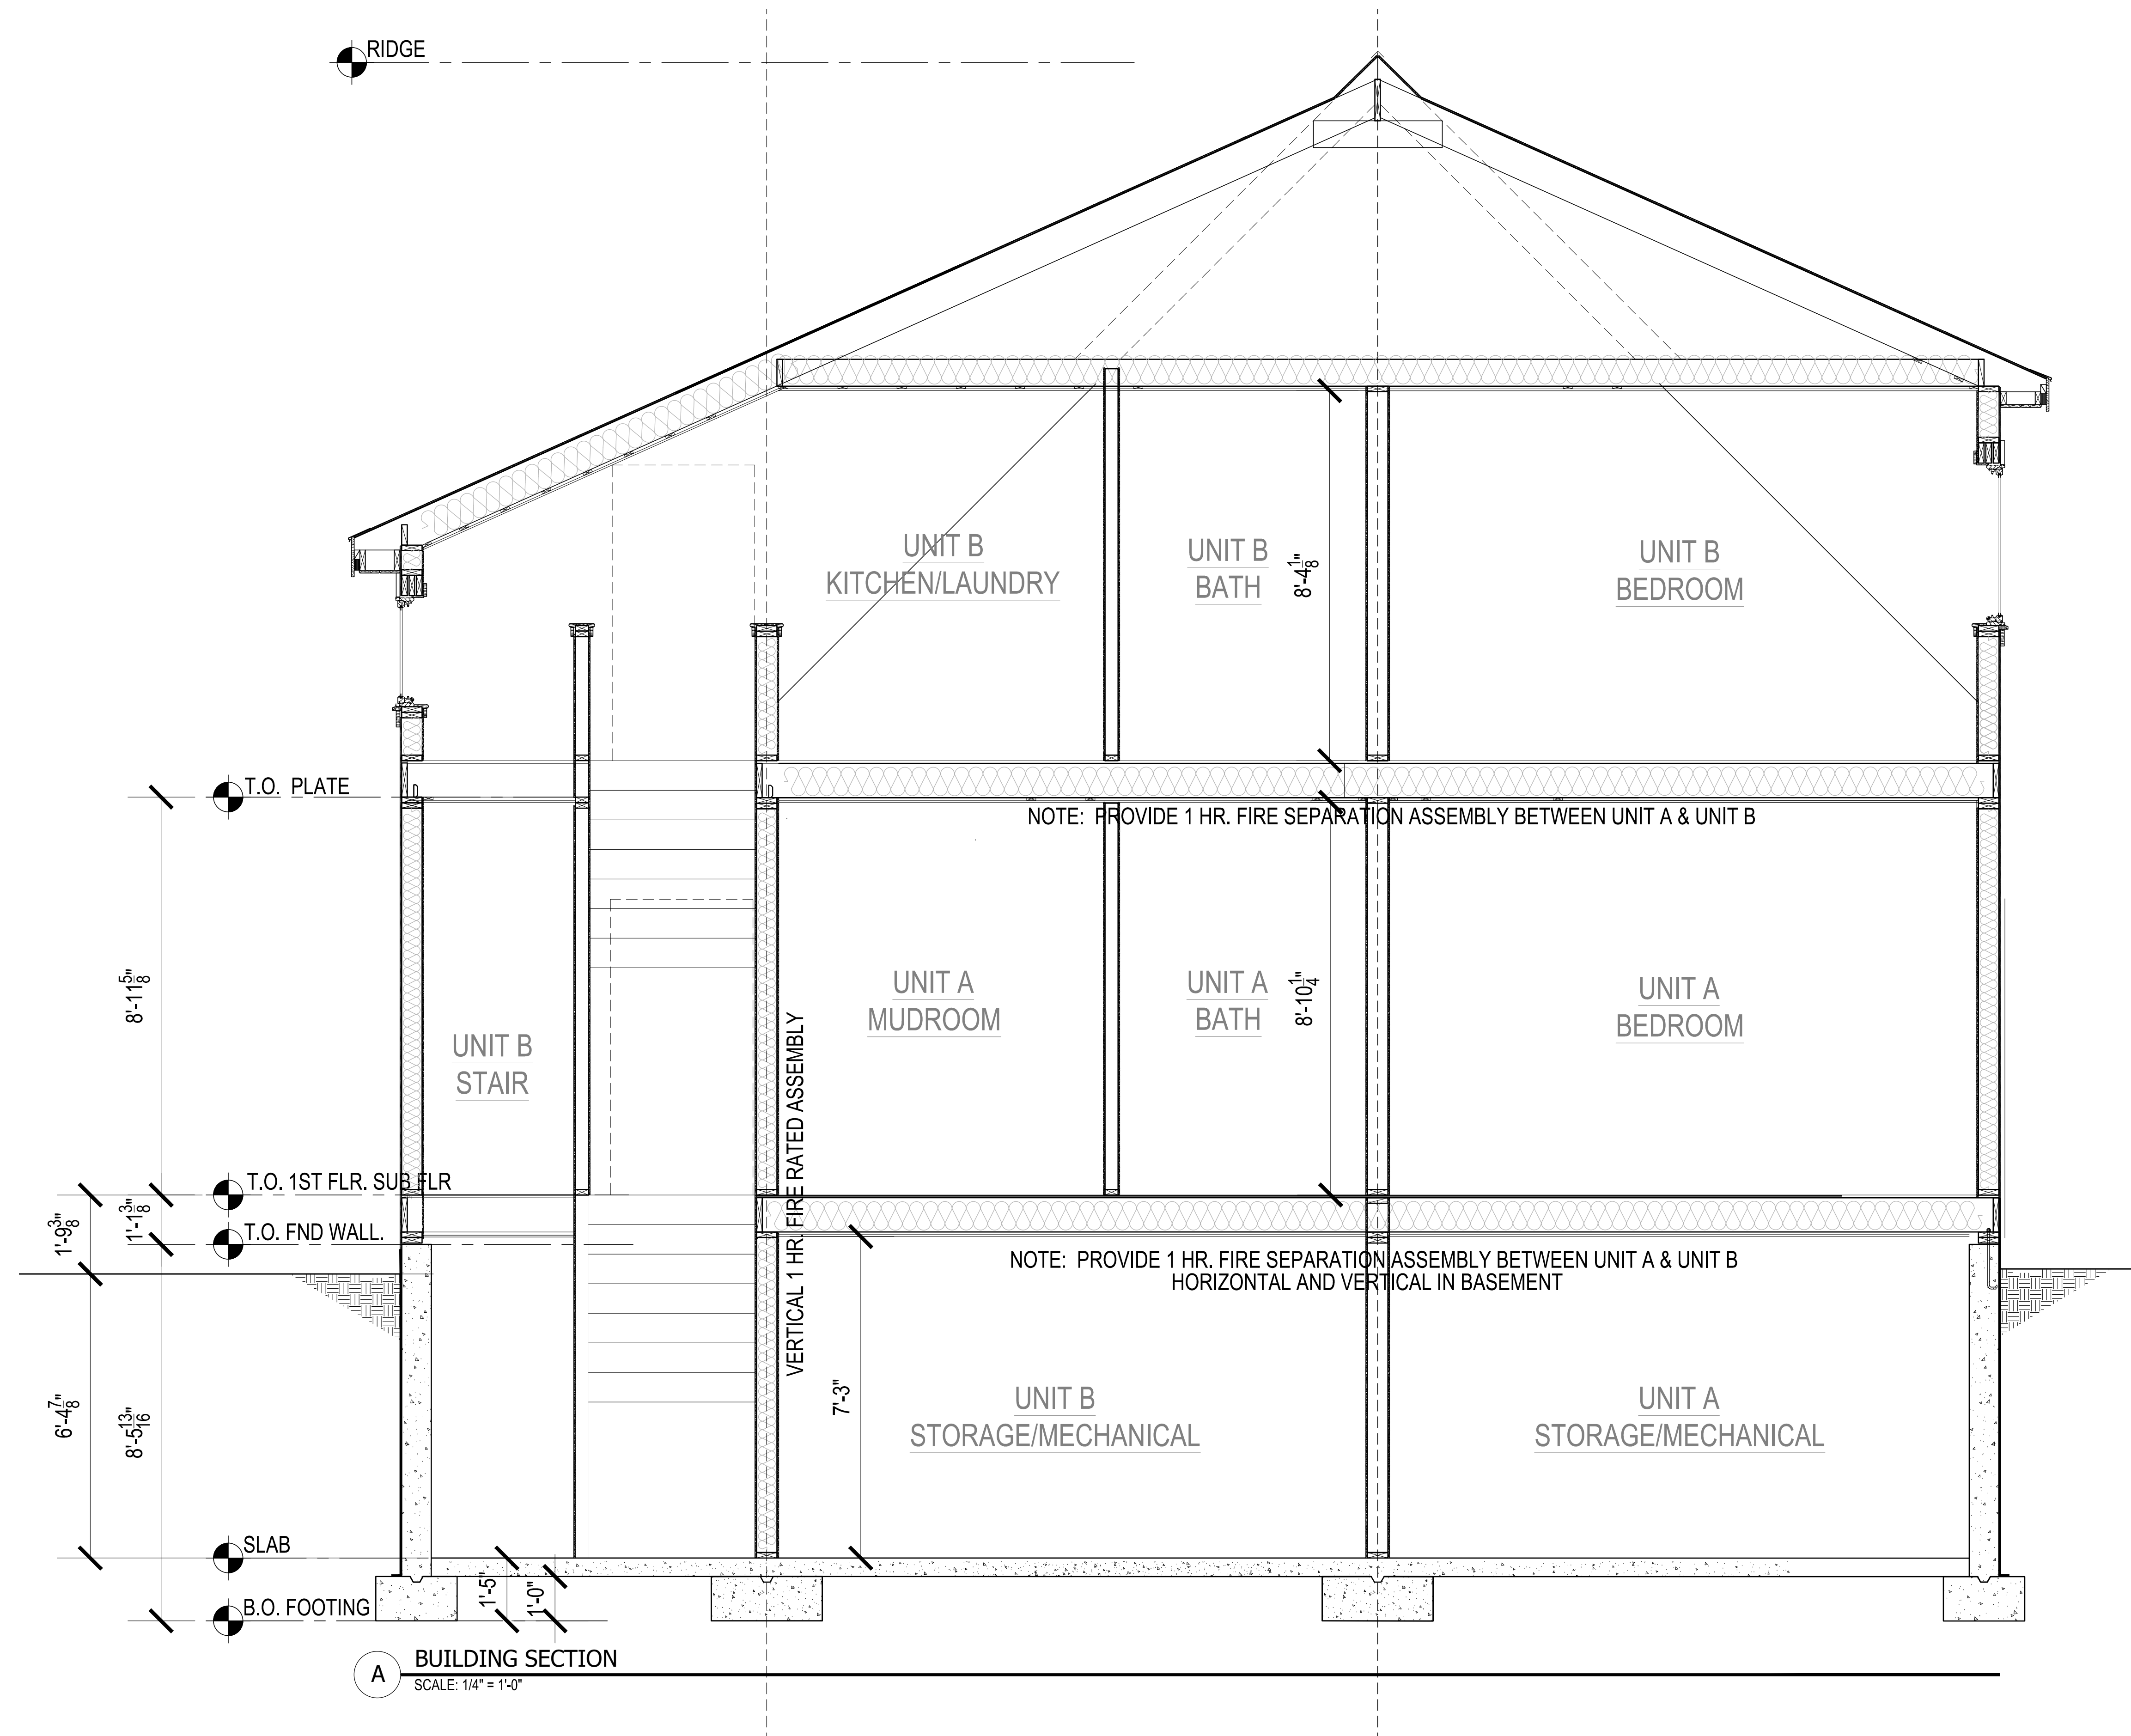 RIDGE
UNIT B
KITCHEN/LAUNDRY
UNIT B
BATH
8'-4 1/8"
UNIT B
BEDROOM
T.O. PLATE
NOTE: PROVIDE 1 HR. FIRE SEPARATION ASSEMBLY BETWEEN UNIT A & UNIT B
8'-11 5/8"
UNIT B
STAIR
VERTICAL 1 HR. FIRE RATED ASSEMBLY
UNIT A
MUDROOM
UNIT A
BATH
8'-10 1/4"
UNIT A
BEDROOM
T.O. 1ST FLR. SUB FLR
1'-9 3/8"
1'-1 3/8"
T.O. FND WALL.
NOTE: PROVIDE 1 HR. FIRE SEPARATION ASSEMBLY BETWEEN UNIT A & UNIT B
HORIZONTAL AND VERTICAL IN BASEMENT
6'-4 7/8"
8'-5 13/16"
7'-3"
UNIT B
STORAGE/MECHANICAL
UNIT A
STORAGE/MECHANICAL
SLAB
1'-5"
1'-0"
B.O. FOOTING
A
BUILDING SECTION
SCALE: 1/4" = 1'-0"